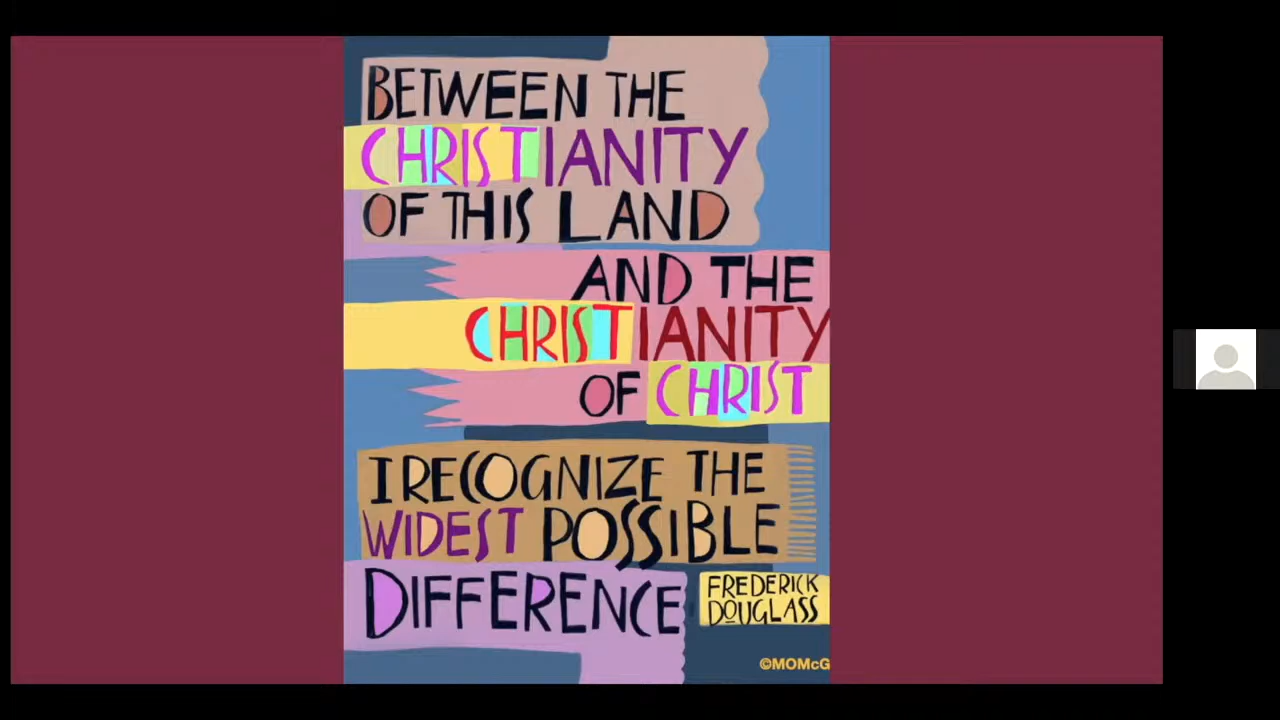 BETWEEN THE
CHRISTIANITY
OF THIS LAND
AND THE
CHRISTIANITY
OF CHRIST
I RECOGNIZE THE
WIDEST POSSIBLE
DIFFERENCE
FREDERICK
DOUGLASS
©MOMcG